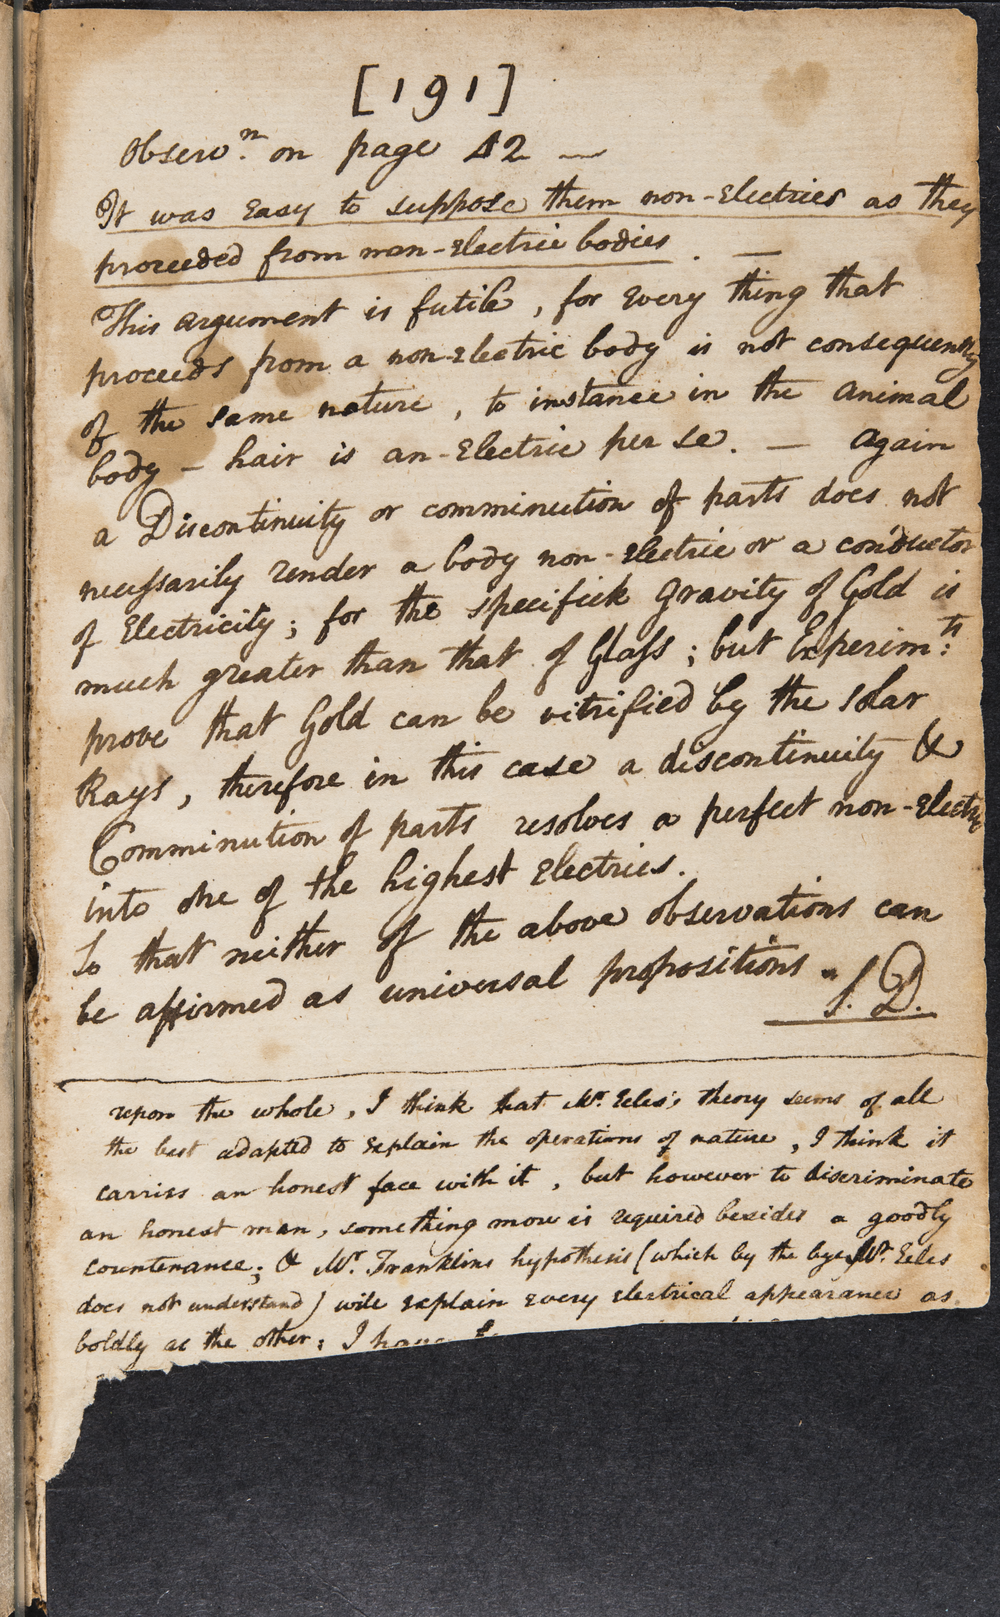 [191]
Observ.n on page 42 —
It was Easy to suppose them non-Electrics as they
proceeded from non-Electric bodies. —
This argument is futile, for Every thing that
proceeds from a non-Electric body is not consequently
of the same nature, to instance in the animal
body – hair is an-Electric per se. — Again
a Discontinuity or comminution of parts does not
necessarily render a body non-Electric or a conductor
of Electricity; for the specifick gravity of Gold is
much greater than that of Glass; but Experim:ts
prove that Gold can be vitrified by the solar
Rays, therefore in this case a discontinuity &
Comminution of parts resolves a perfect non-Electric
into one of the highest Electrics.
So that neither of the above observations can
be affirmed as universal propositions.
J. D.
upon the whole, I think that Mr. Eeles's theory seems of all
the best adapted to Explain the operations of nature, I think it
carries an honest face with it, but however to discriminate
an honest man, something more is required besides a goodly
countenance; & Mr. Franklins hypothesis (which by the bye Mr. Eeles
does not understand) will Explain Every Electrical appearance as
boldly as the other; I have